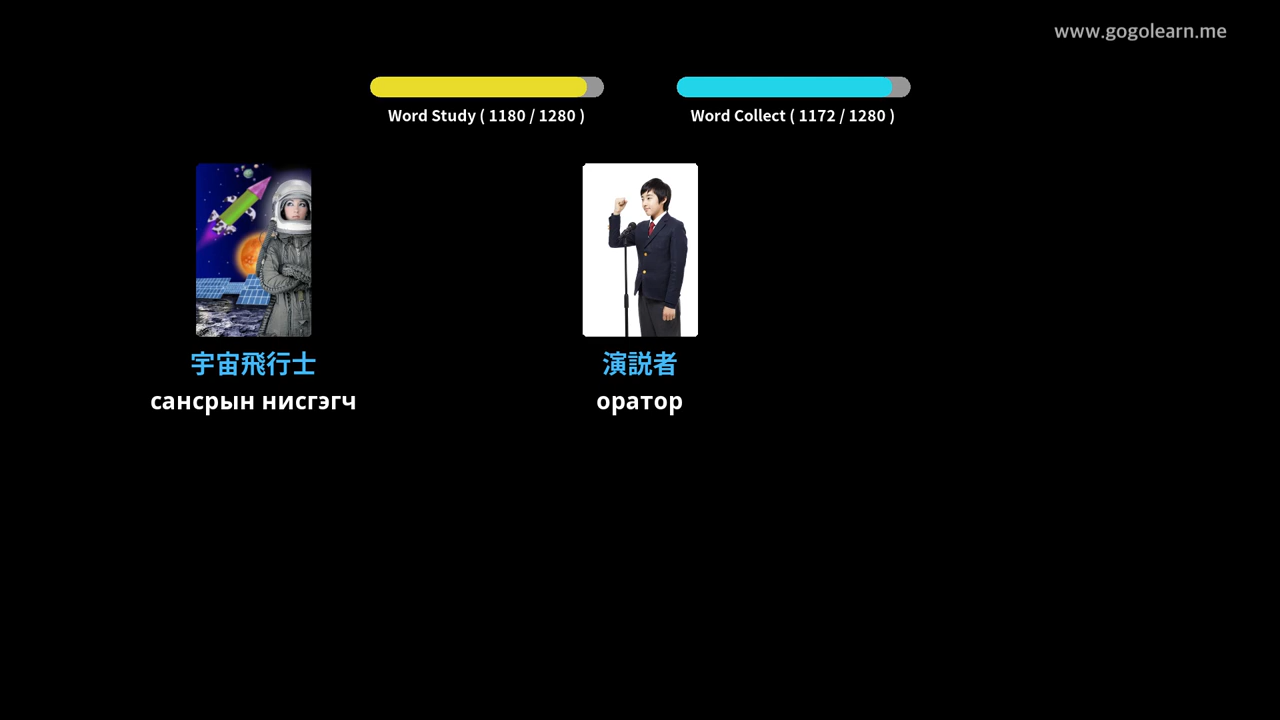 www.gogolearn.me
Word Study ( 1180 / 1280 )
Word Collect ( 1172 / 1280 )
宇宙飛行士
сансрын нисгэгч
演説者
оратор